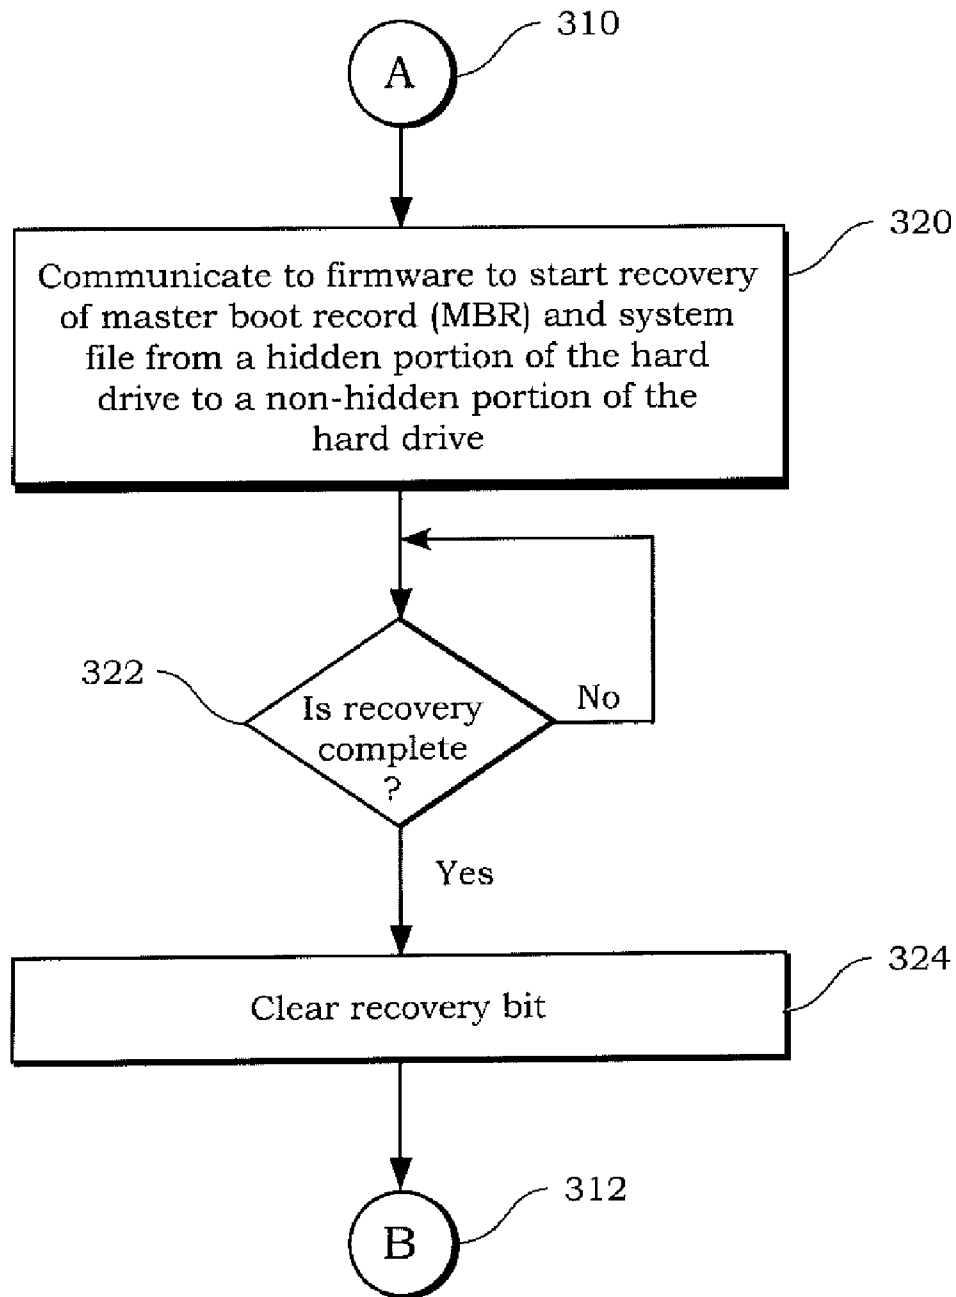 310
A
320
Communicate to firmware to start recovery
of master boot record (MBR) and system
file from a hidden portion of the hard
drive to a non-hidden portion of the
hard drive
322
Is recovery
complete
?
No
Yes
324
Clear recovery bit
312
B